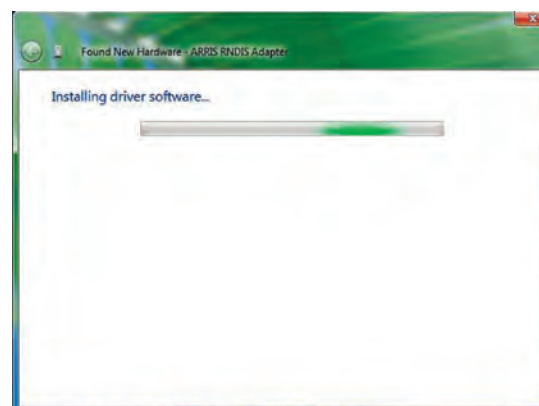 Found New Hardware - ARRIS RNDIS Adapter
Installing driver software...